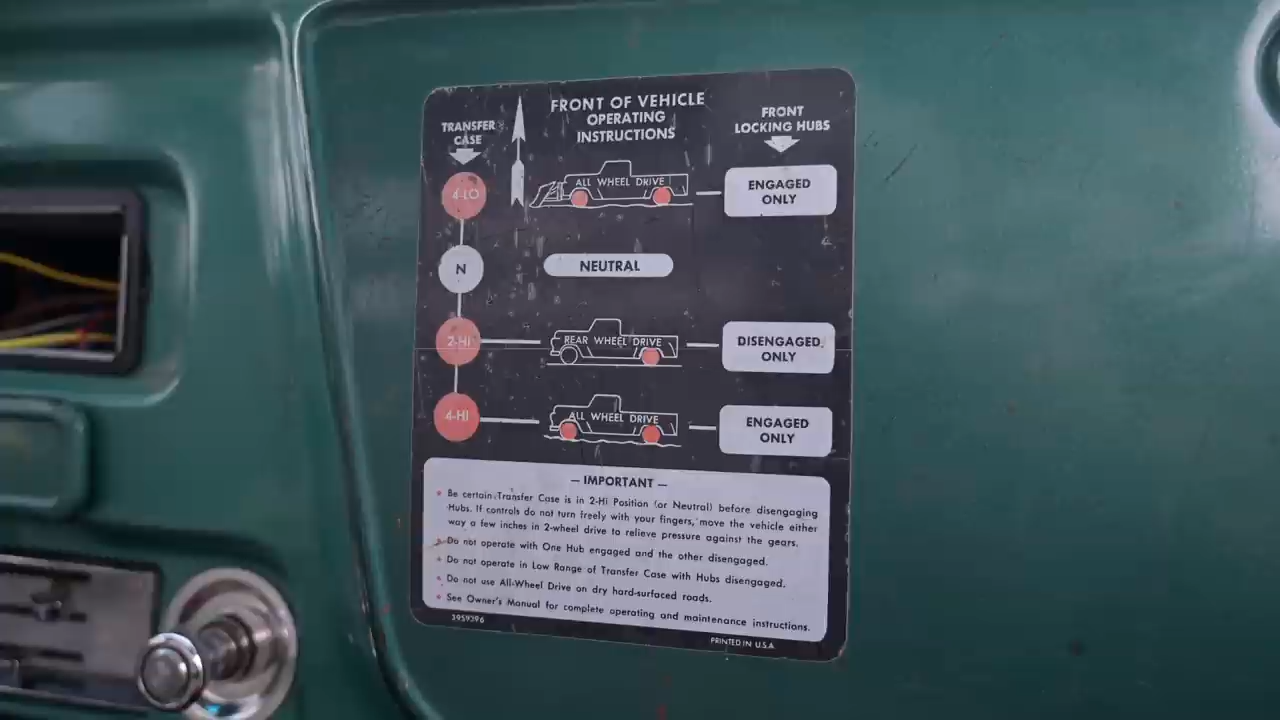 FRONT OF VEHICLE
OPERATING
INSTRUCTIONS
TRANSFER
CASE
FRONT
LOCKING HUBS
4-LO
ALL WHEEL DRIVE
ENGAGED
ONLY
N
NEUTRAL
2-HI
REAR WHEEL DRIVE
DISENGAGED
ONLY
4-HI
ALL WHEEL DRIVE
ENGAGED
ONLY
— IMPORTANT —
• Be certain Transfer Case is in 2-Hi Position (or Neutral) before disengaging
Hubs. If controls do not turn freely with your fingers, move the vehicle either
way a few inches in 2-wheel drive to relieve pressure against the gears.
• Do not operate with One Hub engaged and the other disengaged.
• Do not operate in Low Range of Transfer Case with Hubs disengaged.
• Do not use All-Wheel Drive on dry hard-surfaced roads.
• See Owner's Manual for complete operating and maintenance instructions.
3959396
PRINTED IN U.S.A.